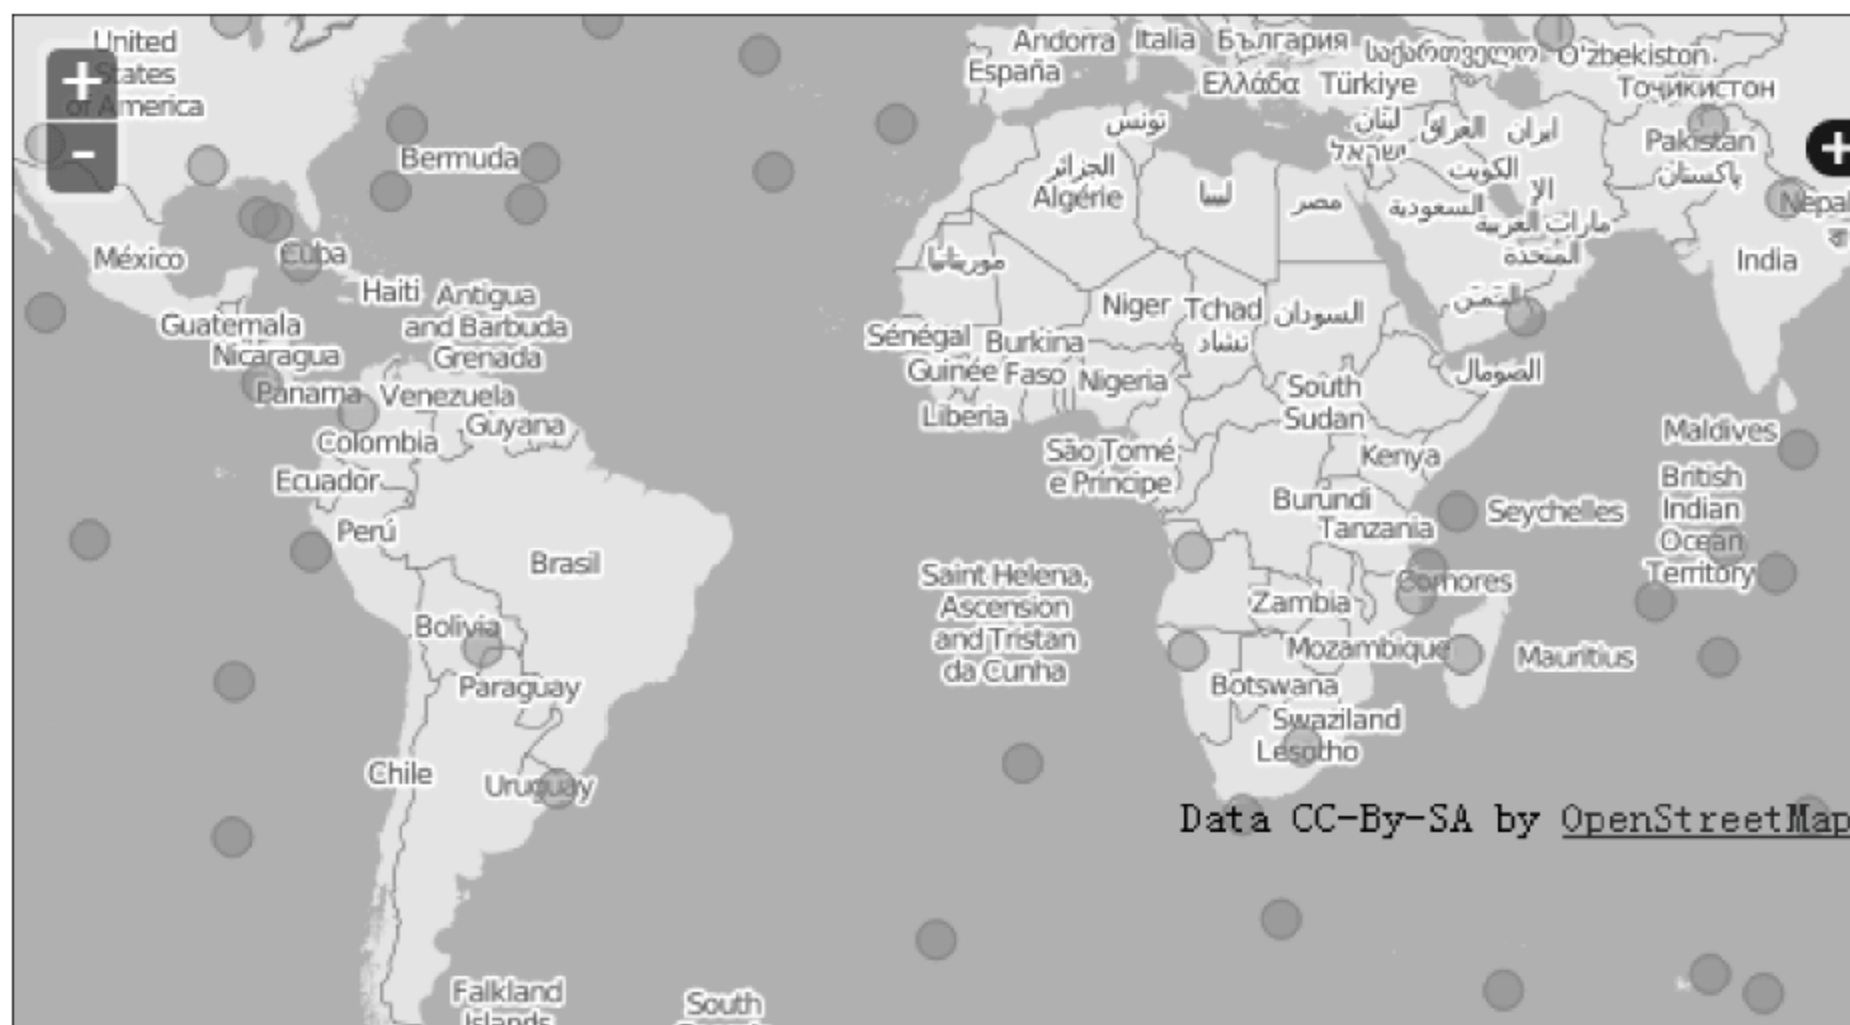 United
States
of America
+
-
México
Guatemala
Nicaragua
Panama
Cuba
Haiti
Bermuda
Antigua
and Barbuda
Grenada
Venezuela
Guyana
Colombia
Ecuador
Perú
Brasil
Bolivia
Paraguay
Chile
Uruguay
Falkland
Islands
South
Andorra
España
Italia
България
Ελλάδα
Türkiye
საქართველო
O'zbekiston
Тоҷикистон
تونس
لبنان
العراق
ایران
ישראל
الكويت
Pakistan
پاکستان
Nepal
India
+
الجزائر
Algérie
ليبيا
مصر
السعودية
الإ
مارات العربية
المتحدة
موريتانيا
Niger
Tchad
تشاد
السودان
Sénégal
Burkina
Faso
Guinée
Nigeria
Liberia
South
Sudan
الصومال
São Tomé
e Príncipe
Kenya
Burundi
Tanzania
Seychelles
Maldives
British
Indian
Ocean
Territory
Saint Helena,
Ascension
and Tristan
da Cunha
Comores
Zambia
Mozambique
Mauritius
Botswana
Swaziland
Lesotho
Data CC-By-SA by OpenStreetMap